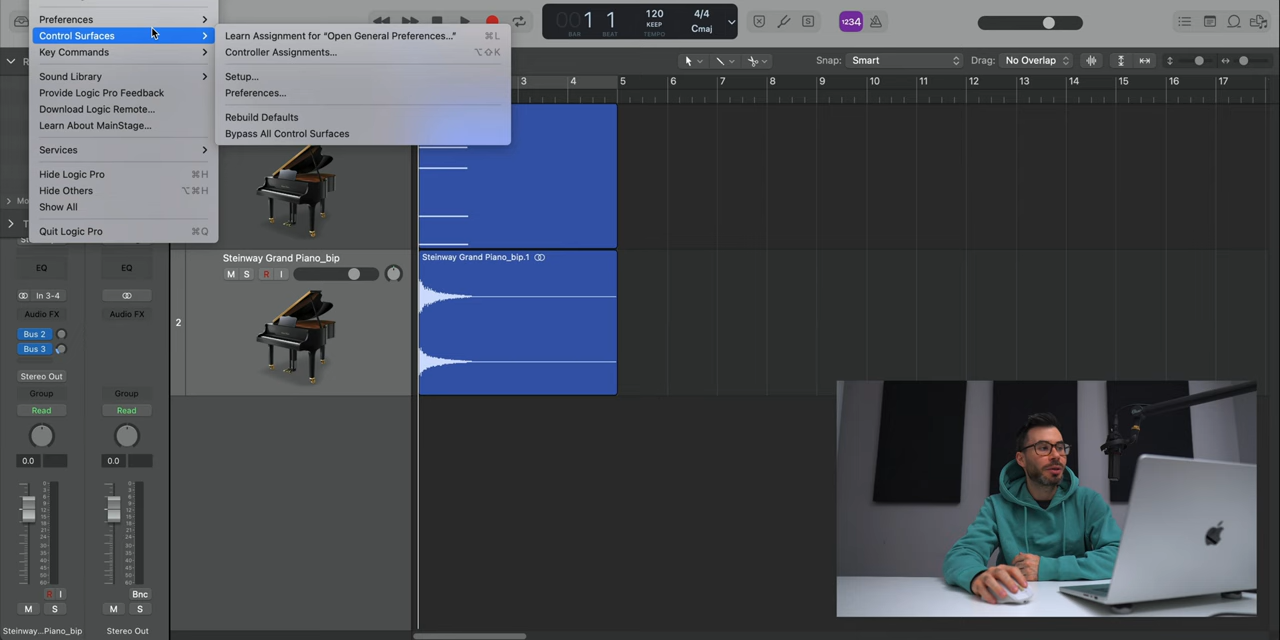 Preferences
Control Surfaces
Key Commands
Sound Library
Provide Logic Pro Feedback
Download Logic Remote...
Learn About MainStage...
Services
Hide Logic Pro ⌘H
Hide Others ⌥⌘H
Show All
Quit Logic Pro ⌘Q
Learn Assignment for “Open General Preferences...” ⌘L
Controller Assignments... ⌥⇧K
Setup...
Preferences...
Rebuild Defaults
Bypass All Control Surfaces
001 1
BAR BEAT
120
KEEP
TEMPO
4/4
Cmaj
1234
Snap: Smart
Drag: No Overlap
3 4 5 6 7 8 9 10 11 12 13 14 15 16 17
Steinway Grand Piano_bip
M S R I
2
Steinway Grand Piano_bip.1
EQ EQ
In 3-4
Audio FX Audio FX
Bus 2
Bus 3
Stereo Out
Group Group
Read Read
0.0 0.0
R I Bnc
M S M S
Steinway...Piano_bip Stereo Out